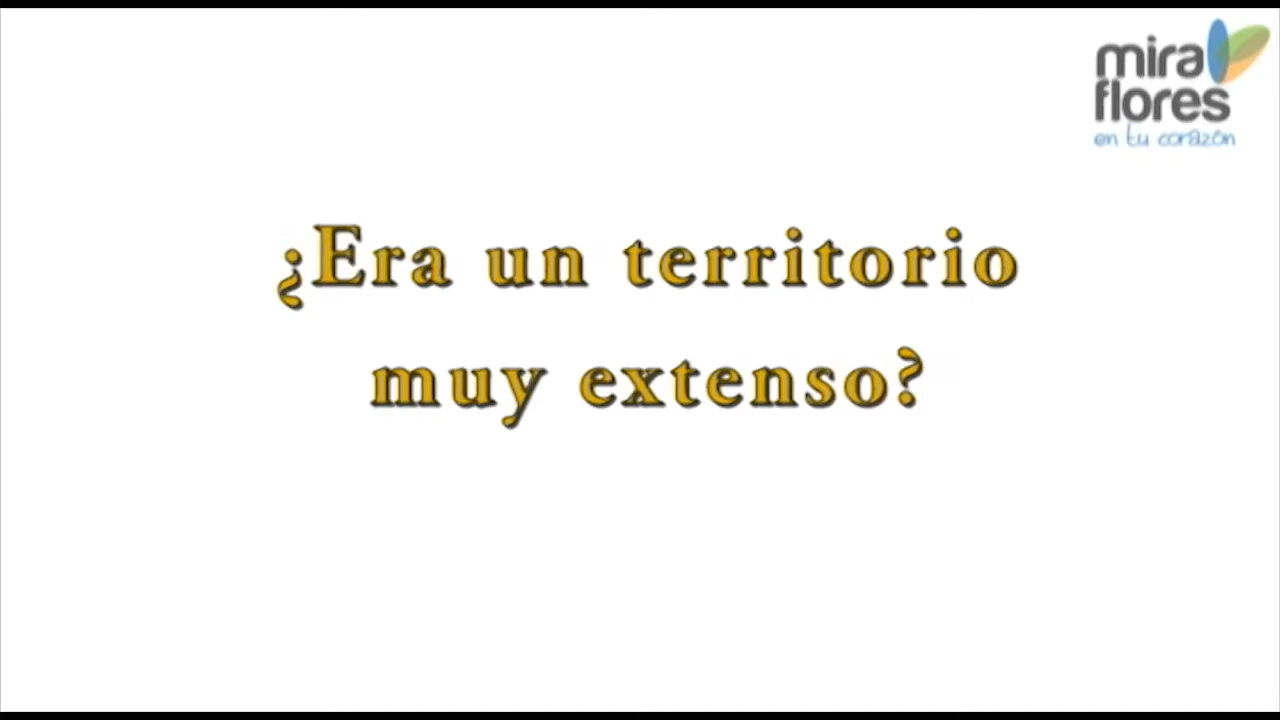 mira
flores
en tu corazón
¿Era un territorio
muy extenso?